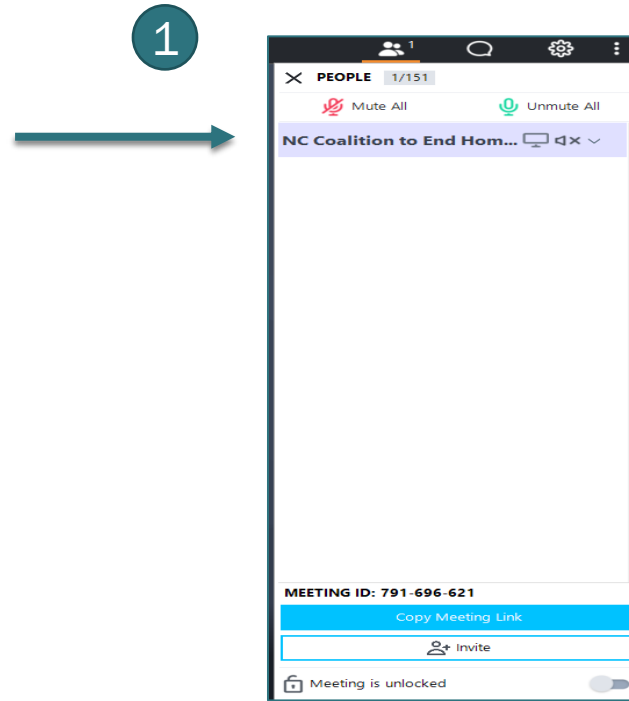 1
1
PEOPLE 1/151
Mute All Unmute All
NC Coalition to End Hom...
MEETING ID: 791-696-621
Copy Meeting Link
Invite
Meeting is unlocked